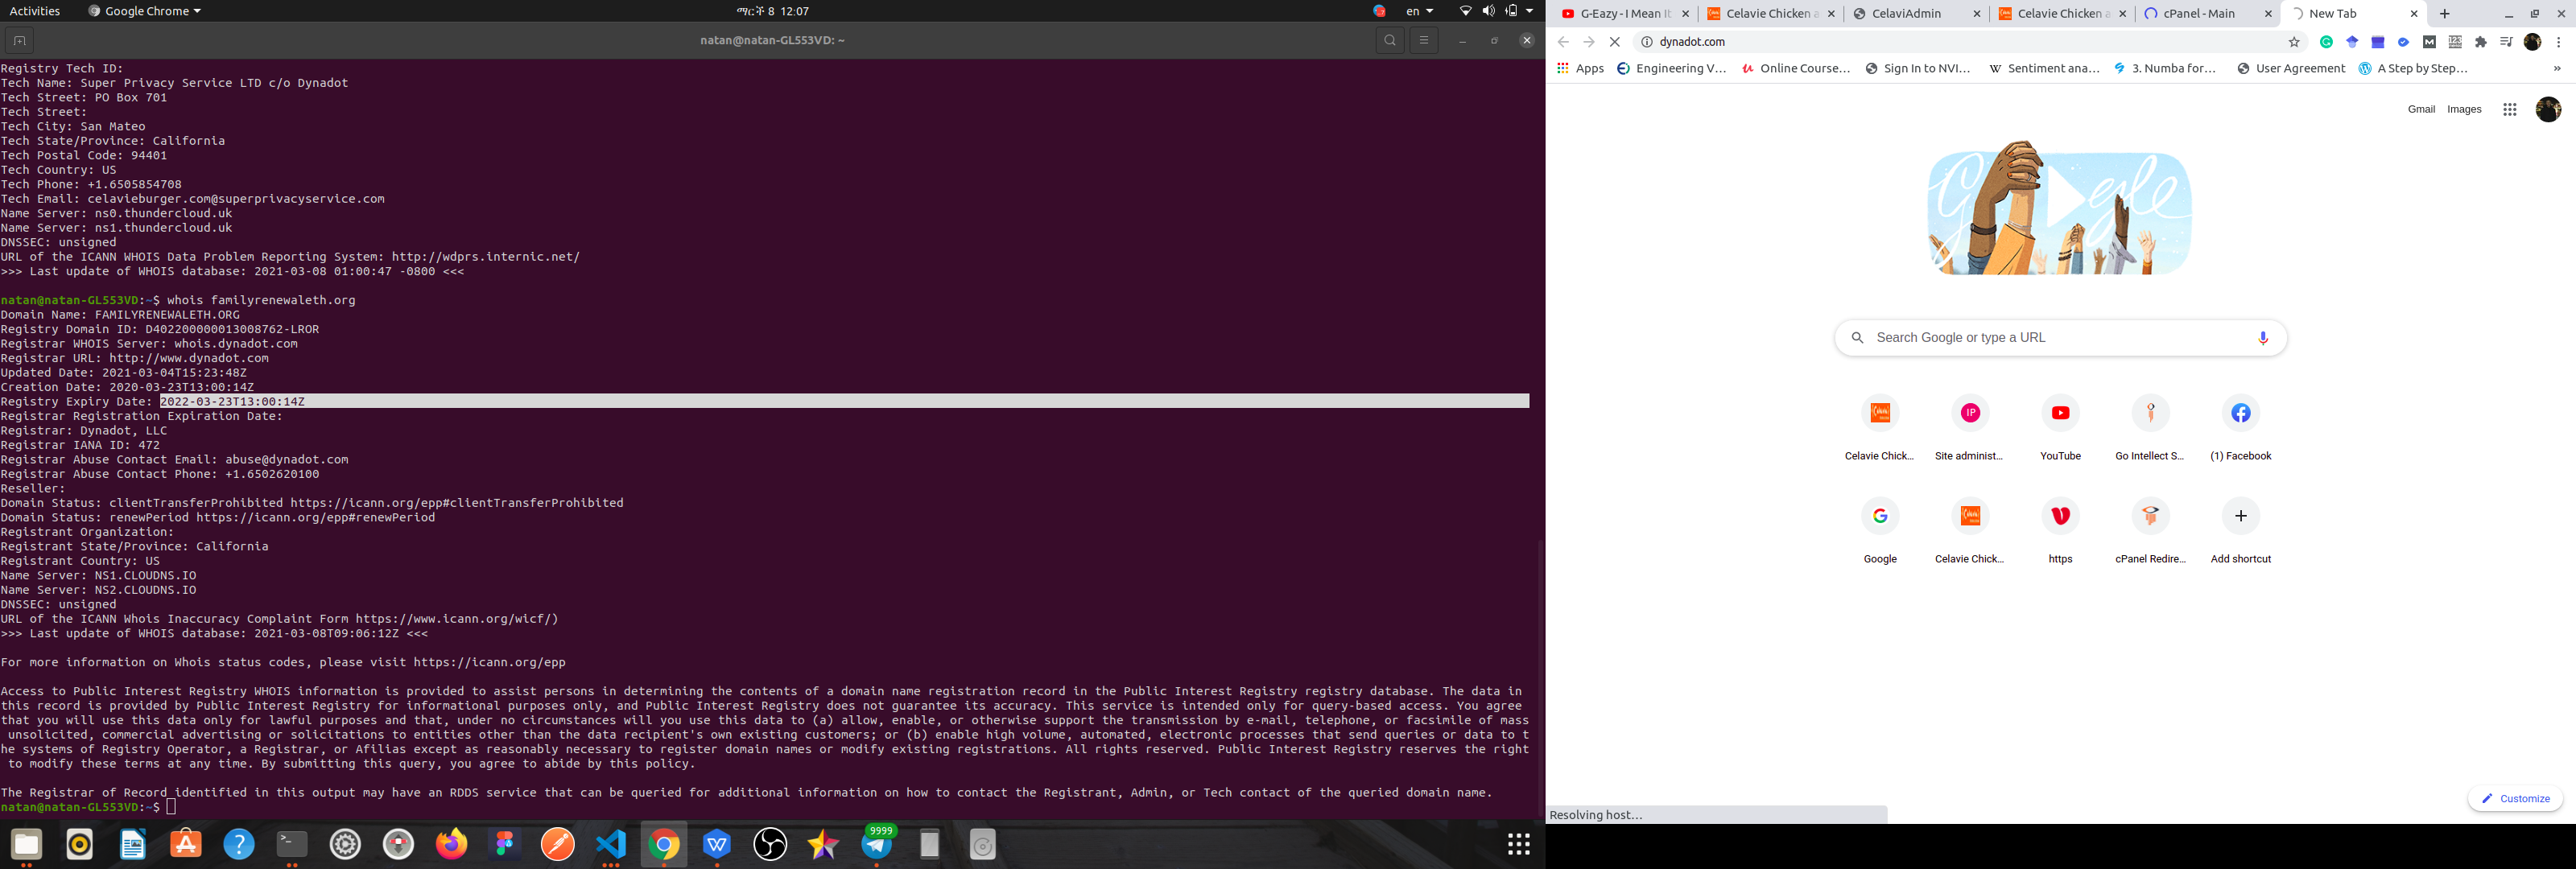 Activities
Google Chrome
ማርች 8 12:07
en
natan@natan-GL553VD: ~
Registry Tech ID:
Tech Name: Super Privacy Service LTD c/o Dynadot
Tech Street: PO Box 701
Tech Street:
Tech City: San Mateo
Tech State/Province: California
Tech Postal Code: 94401
Tech Country: US
Tech Phone: +1.6505854708
Tech Email: celavieburger.com@superprivacyservice.com
Name Server: ns0.thundercloud.uk
Name Server: ns1.thundercloud.uk
DNSSEC: unsigned
URL of the ICANN WHOIS Data Problem Reporting System: http://wdprs.internic.net/
>>> Last update of WHOIS database: 2021-03-08 01:00:47 -0800 <<<
natan@natan-GL553VD:~$ whois familyrenewaleth.org
Domain Name: FAMILYRENEWALETH.ORG
Registry Domain ID: D402200000013008762-LROR
Registrar WHOIS Server: whois.dynadot.com
Registrar URL: http://www.dynadot.com
Updated Date: 2021-03-04T15:23:48Z
Creation Date: 2020-03-23T13:00:14Z
Registry Expiry Date: 2022-03-23T13:00:14Z
Registrar Registration Expiration Date:
Registrar: Dynadot, LLC
Registrar IANA ID: 472
Registrar Abuse Contact Email: abuse@dynadot.com
Registrar Abuse Contact Phone: +1.6502620100
Reseller:
Domain Status: clientTransferProhibited https://icann.org/epp#clientTransferProhibited
Domain Status: renewPeriod https://icann.org/epp#renewPeriod
Registrant Organization:
Registrant State/Province: California
Registrant Country: US
Name Server: NS1.CLOUDNS.IO
Name Server: NS2.CLOUDNS.IO
DNSSEC: unsigned
URL of the ICANN Whois Inaccuracy Complaint Form https://www.icann.org/wicf/)
>>> Last update of WHOIS database: 2021-03-08T09:06:12Z <<<
For more information on Whois status codes, please visit https://icann.org/epp
Access to Public Interest Registry WHOIS information is provided to assist persons in determining the contents of a domain name registration record in the Public Interest Registry registry database. The data in
this record is provided by Public Interest Registry for informational purposes only, and Public Interest Registry does not guarantee its accuracy. This service is intended only for query-based access. You agree
that you will use this data only for lawful purposes and that, under no circumstances will you use this data to (a) allow, enable, or otherwise support the transmission by e-mail, telephone, or facsimile of mass
unsolicited, commercial advertising or solicitations to entities other than the data recipient's own existing customers; or (b) enable high volume, automated, electronic processes that send queries or data to t
he systems of Registry Operator, a Registrar, or Afilias except as reasonably necessary to register domain names or modify existing registrations. All rights reserved. Public Interest Registry reserves the right
to modify these terms at any time. By submitting this query, you agree to abide by this policy.
The Registrar of Record identified in this output may have an RDDS service that can be queried for additional information on how to contact the Registrant, Admin, or Tech contact of the queried domain name.
natan@natan-GL553VD:~$
9999
G-Eazy - I Mean It
Celavie Chicken a
CelaviAdmin
Celavie Chicken a
cPanel - Main
New Tab
dynadot.com
Apps
Engineering V...
Online Course...
Sign In to NVI...
Sentiment ana...
3. Numba for...
User Agreement
A Step by Step...
Gmail
Images
Google
Search Google or type a URL
IP
Celavie Chick...
Site administ...
YouTube
Go Intellect S...
(1) Facebook
Google
Celavie Chick...
https
cPanel Redire...
Add shortcut
Customize
Resolving host...